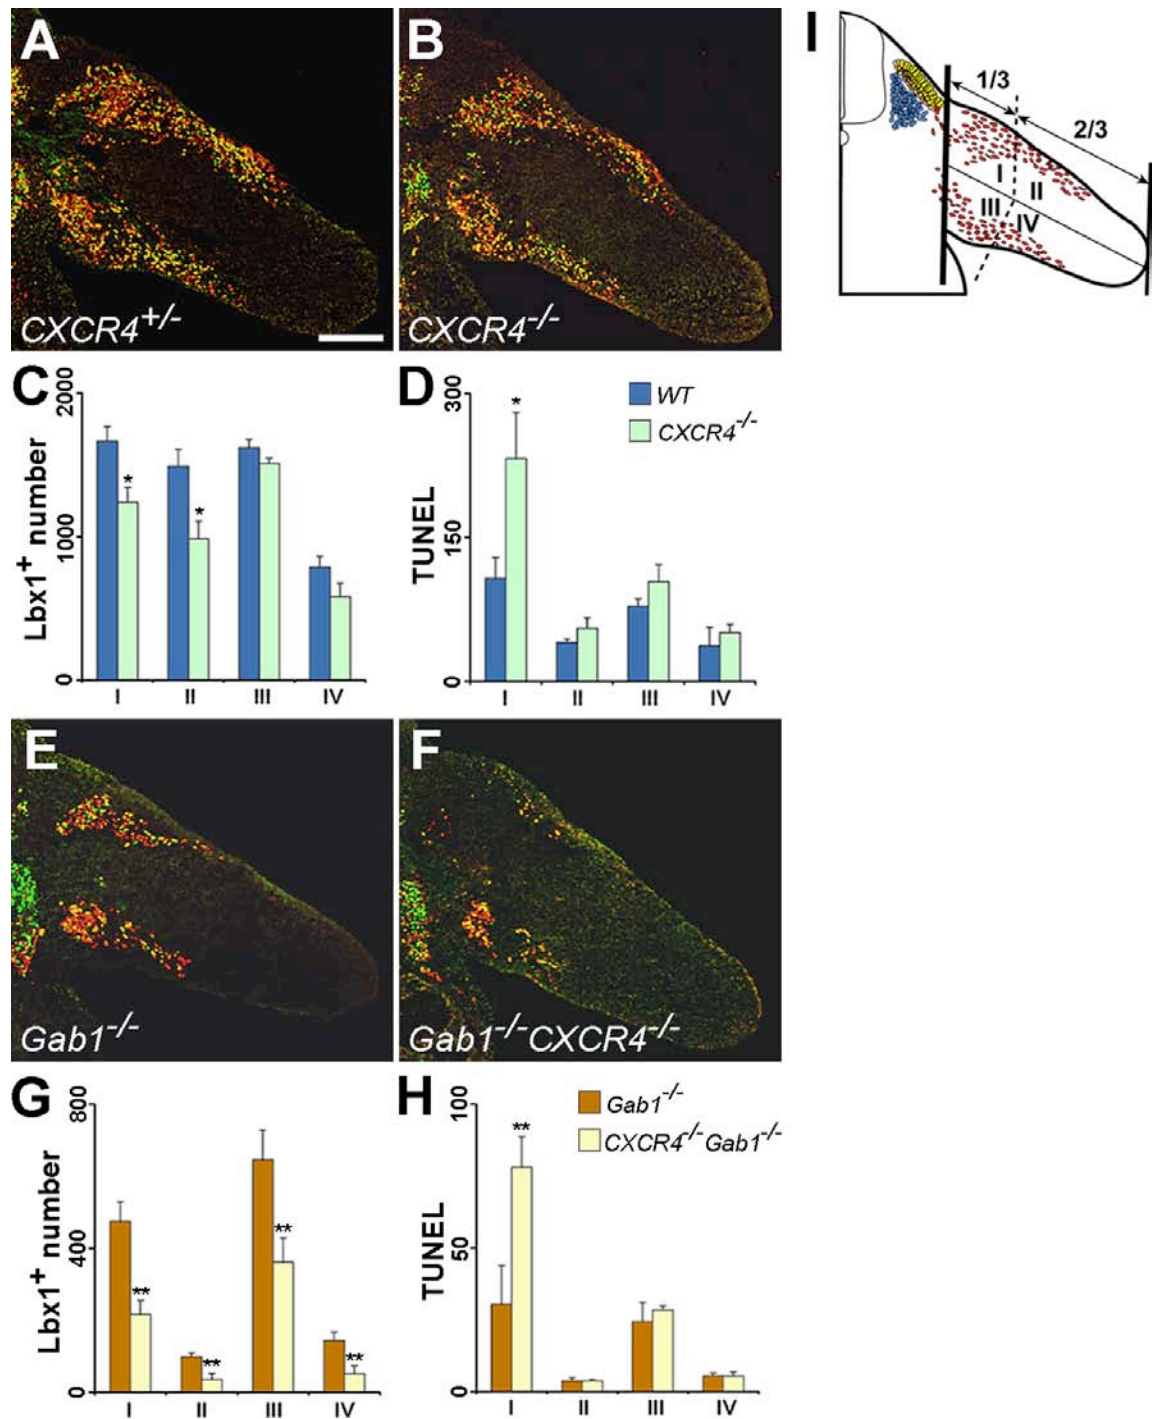 A
CXCR4+/-
B
CXCR4-/-
I
1/3
2/3
I
II
III
IV
C
Lbx1+ number
2000
1000
0
I II III IV
D
TUNEL
300
150
0
I II III IV
WT
CXCR4-/-
*
*
*
E
Gab1-/-
F
Gab1-/-CXCR4-/-
G
Lbx1+ number
800
400
0
I II III IV
**
**
**
**
H
TUNEL
100
50
0
I II III IV
Gab1-/-
CXCR4-/-Gab1-/-
**